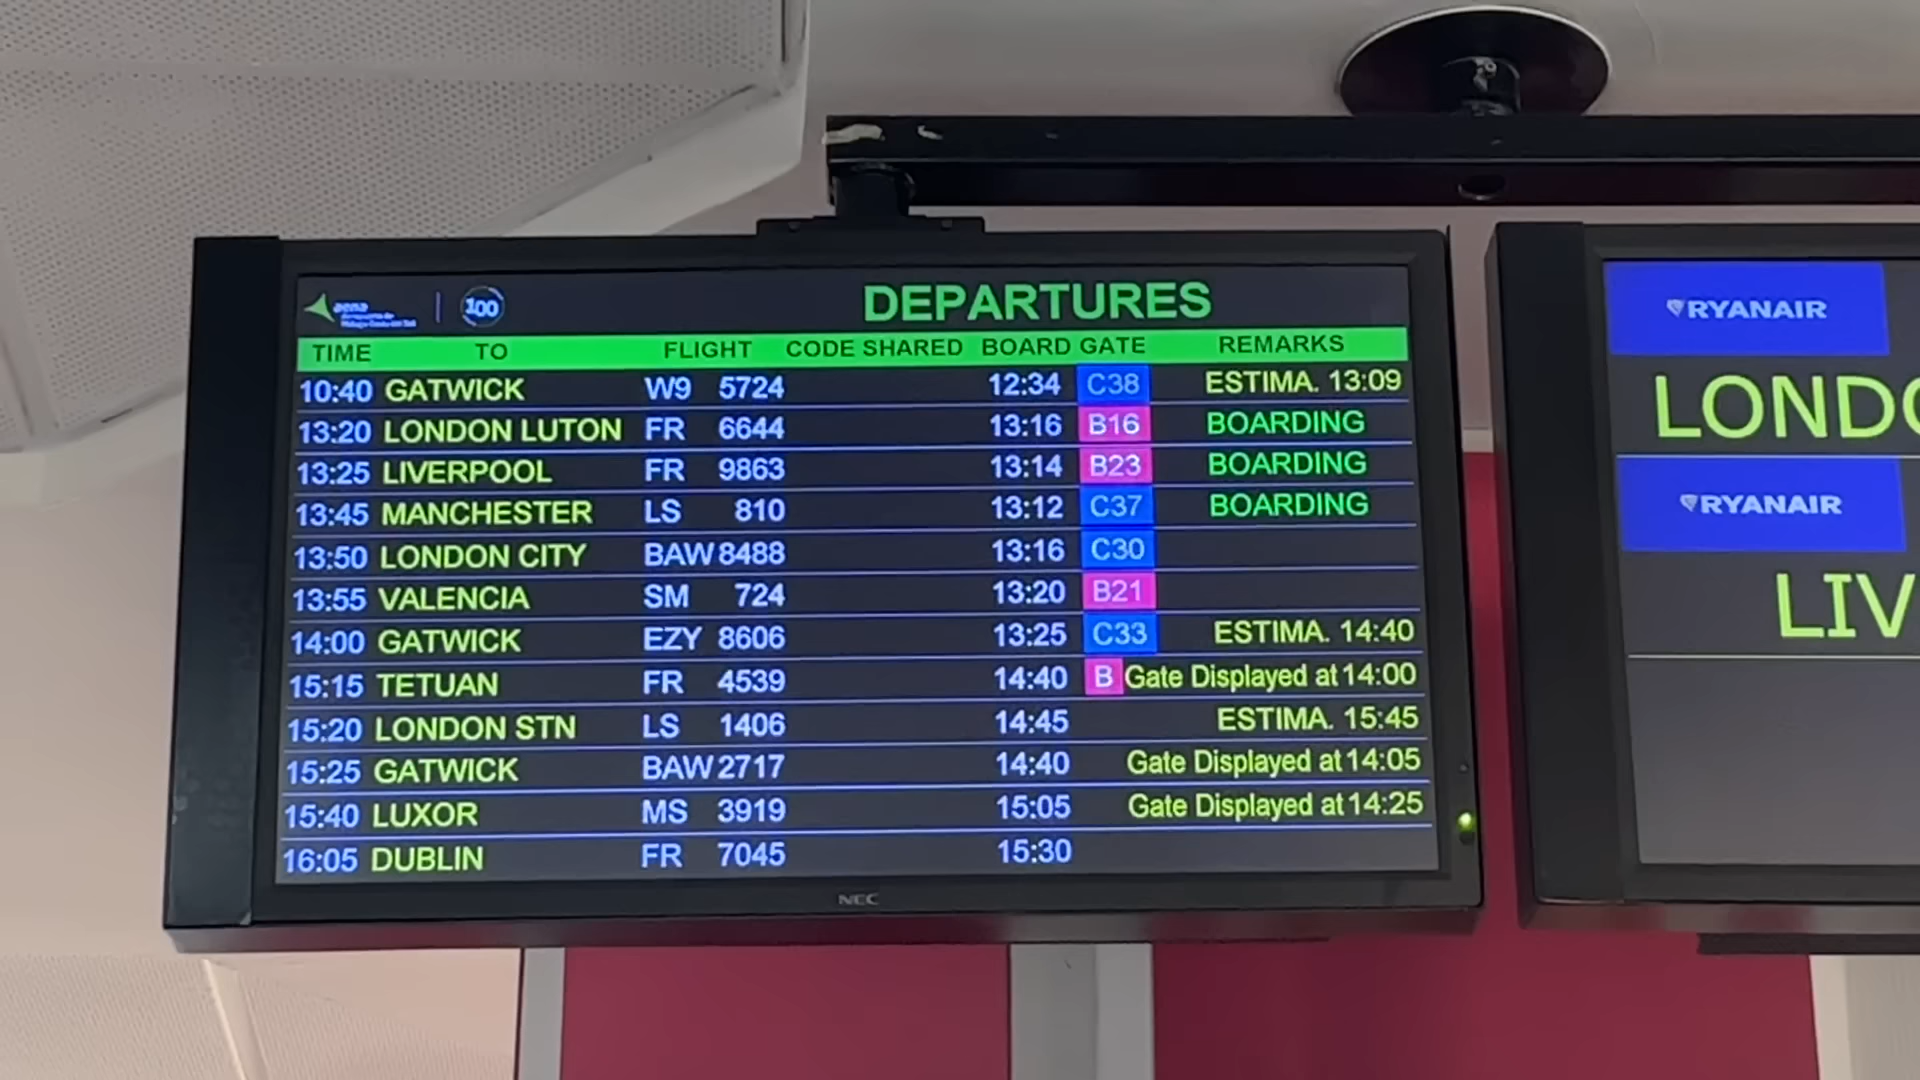 aena
100
DEPARTURES
TIME TO FLIGHT CODE SHARED BOARD GATE REMARKS
10:40 GATWICK W9 5724 12:34 C38 ESTIMA. 13:09
13:20 LONDON LUTON FR 6644 13:16 B16 BOARDING
13:25 LIVERPOOL FR 9863 13:14 B23 BOARDING
13:45 MANCHESTER LS 810 13:12 C37 BOARDING
13:50 LONDON CITY BAW 8488 13:16 C30
13:55 VALENCIA SM 724 13:20 B21
14:00 GATWICK EZY 8606 13:25 C33 ESTIMA. 14:40
15:15 TETUAN FR 4539 14:40 B Gate Displayed at 14:00
15:20 LONDON STN LS 1406 14:45 ESTIMA. 15:45
15:25 GATWICK BAW 2717 14:40 Gate Displayed at 14:05
15:40 LUXOR MS 3919 15:05 Gate Displayed at 14:25
16:05 DUBLIN FR 7045 15:30
NEC
RYANAIR
LONDO
RYANAIR
LIV